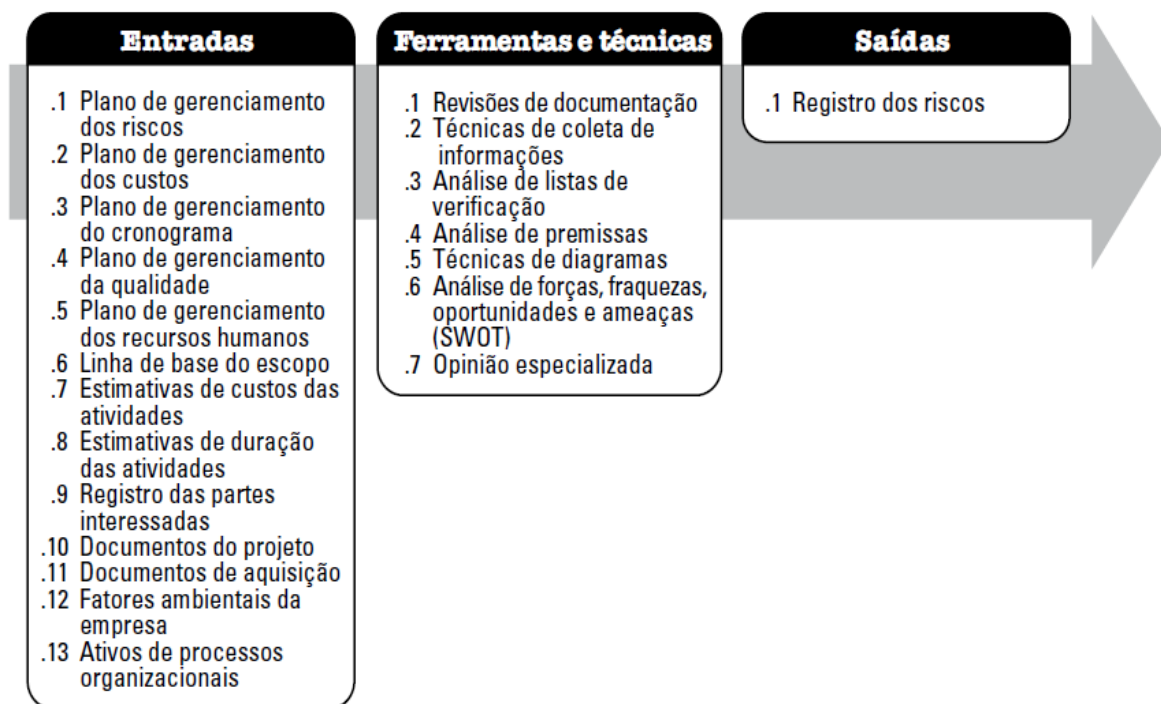 Entradas
.1 Plano de gerenciamento
dos riscos
.2 Plano de gerenciamento
dos custos
.3 Plano de gerenciamento
do cronograma
.4 Plano de gerenciamento
da qualidade
.5 Plano de gerenciamento
dos recursos humanos
.6 Linha de base do escopo
.7 Estimativas de custos das
atividades
.8 Estimativas de duração
das atividades
.9 Registro das partes
interessadas
.10 Documentos do projeto
.11 Documentos de aquisição
.12 Fatores ambientais da
empresa
.13 Ativos de processos
organizacionais
Ferramentas e técnicas
.1 Revisões de documentação
.2 Técnicas de coleta de
informações
.3 Análise de listas de
verificação
.4 Análise de premissas
.5 Técnicas de diagramas
.6 Análise de forças, fraquezas,
oportunidades e ameaças
(SWOT)
.7 Opinião especializada
Saídas
.1 Registro dos riscos